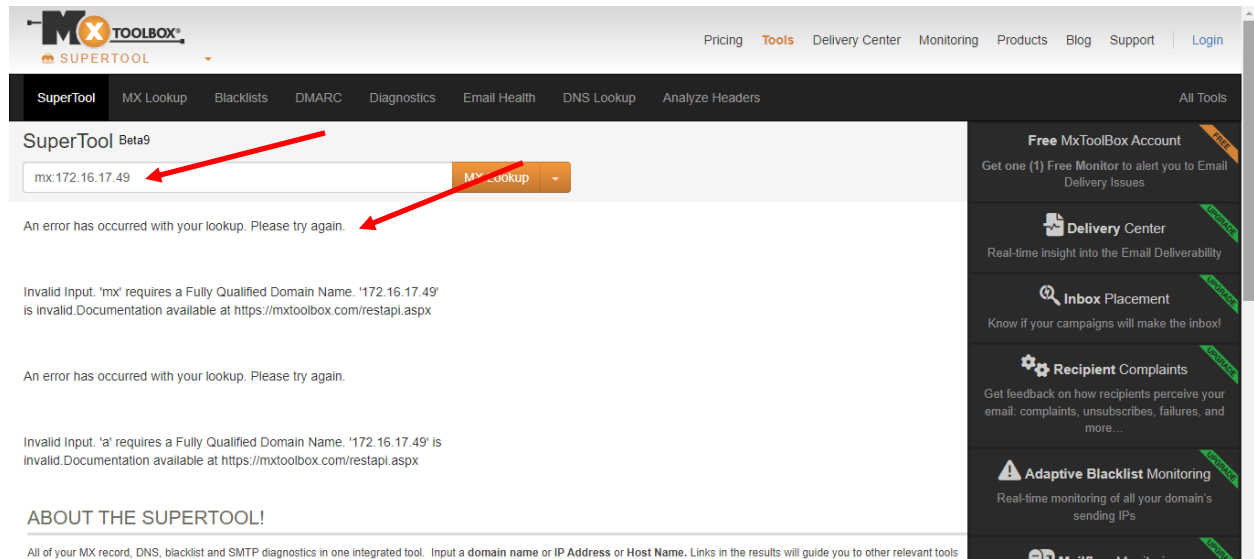 MX TOOLBOX®
SUPERTOOL
Pricing Tools Delivery Center Monitoring Products Blog Support Login
SuperTool MX Lookup Blacklists DMARC Diagnostics Email Health DNS Lookup Analyze Headers All Tools
SuperTool Beta9
mx:172.16.17.49 MX Lookup
An error has occurred with your lookup. Please try again.
Invalid Input. 'mx' requires a Fully Qualified Domain Name. '172.16.17.49'
is invalid.Documentation available at https://mxtoolbox.com/restapi.aspx
An error has occurred with your lookup. Please try again.
Invalid Input. 'a' requires a Fully Qualified Domain Name. '172.16.17.49' is
invalid.Documentation available at https://mxtoolbox.com/restapi.aspx
ABOUT THE SUPERTOOL!
All of your MX record, DNS, blacklist and SMTP diagnostics in one integrated tool. Input a domain name or IP Address or Host Name. Links in the results will guide you to other relevant tools
Free MxToolBox Account
FREE
Get one (1) Free Monitor to alert you to Email
Delivery Issues
Delivery Center
UPGRADE
Real-time insight into the Email Deliverability
Inbox Placement
UPGRADE
Know if your campaigns will make the inbox!
Recipient Complaints
UPGRADE
Get feedback on how recipients perceive your
email: complaints, unsubscribes, failures, and
more...
Adaptive Blacklist Monitoring
UPGRADE
Real-time monitoring of all your domain's
sending IPs